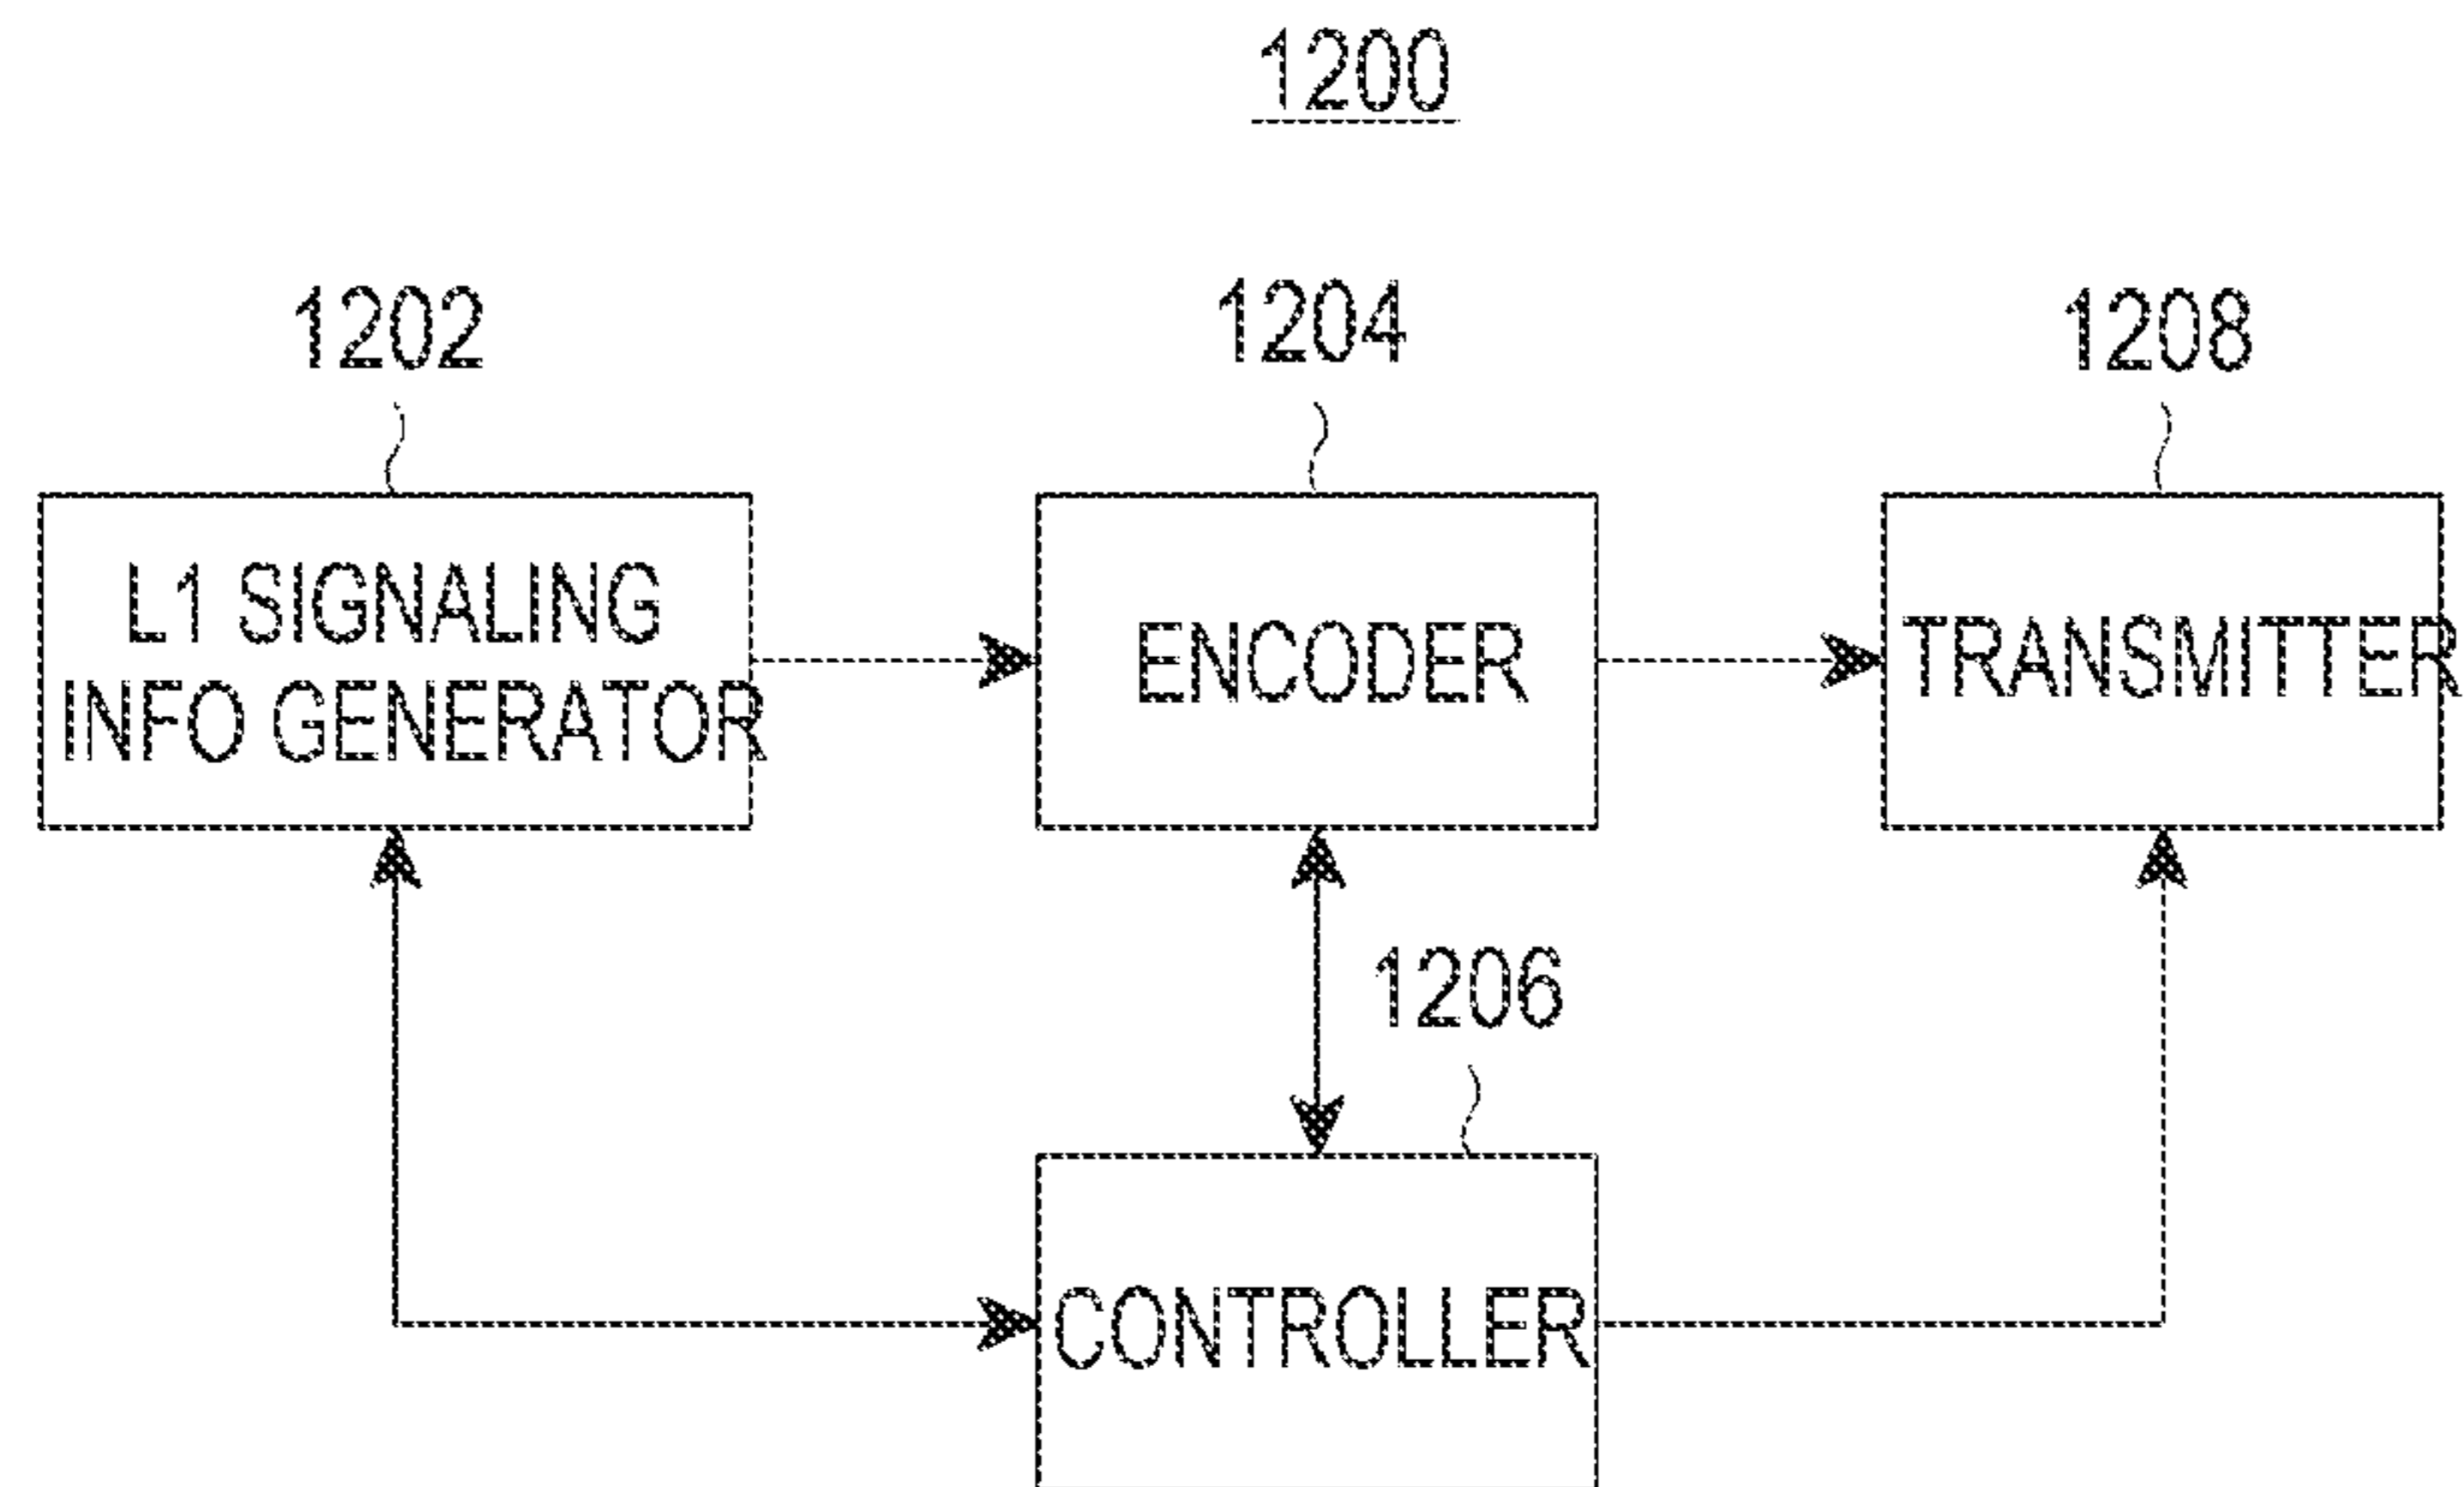 1200
1202
1204
1208
L1 SIGNALING
INFO GENERATOR
ENCODER
TRANSMITTER
1206
CONTROLLER